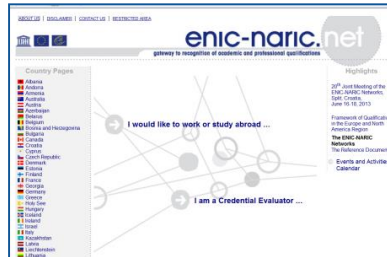 ABOUT US | DISCLAIMER | CONTACT US | RESTRICTED AREA
enic-naric.net
gateway to recognition of academic and professional qualifications
Country Pages
Albania
Andorra
Armenia
Australia
Austria
Azerbaijan
Belarus
Belgium
Bosnia and Herzegovina
Bulgaria
Canada
Croatia
Cyprus
Czech Republic
Denmark
Estonia
Finland
France
Georgia
Germany
Greece
Holy See
Hungary
Iceland
Ireland
Israel
Italy
Kazakhstan
Latvia
Liechtenstein
Lithuania
I would like to work or study abroad ...
I am a Credential Evaluator ...
Highlights
20th Joint Meeting of the
ENIC-NARIC Networks,
Split, Croatia,
June 16-18, 2013
Framework of Qualificatio
in the Europe and North
America Region
The ENIC-NARIC
Networks
The Reference Documen
Events and Activitie
Calendar